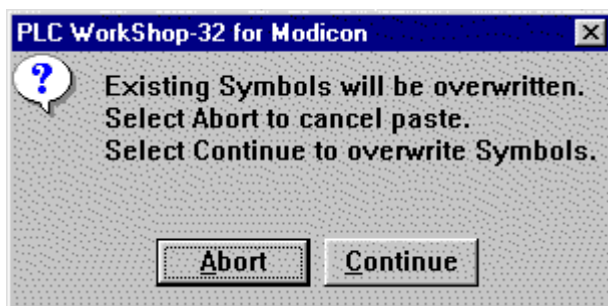 PLC WorkShop-32 for Modicon
?
Existing Symbols will be overwritten.
Select Abort to cancel paste.
Select Continue to overwrite Symbols.
Abort
Continue